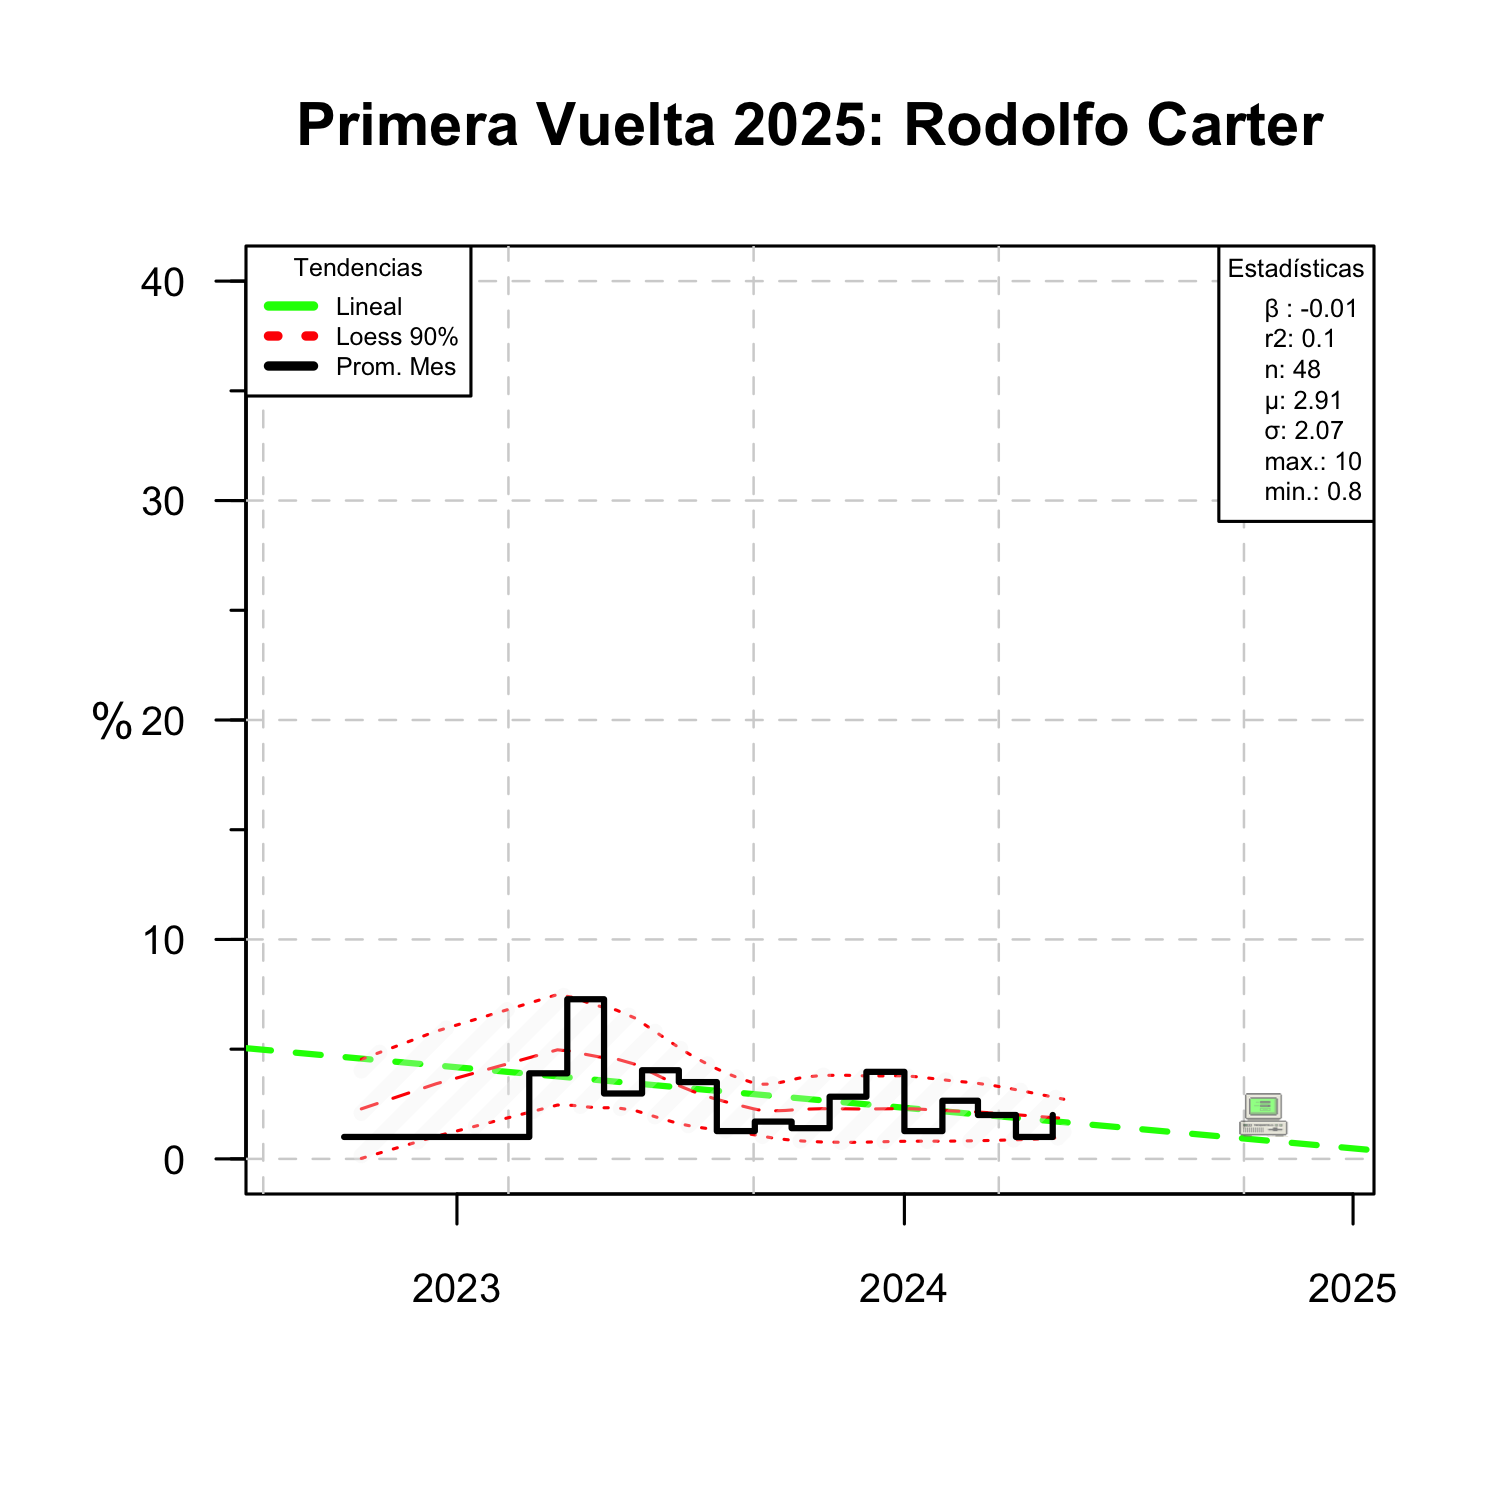 Primera Vuelta 2025: Rodolfo Carter
Tendencias
Lineal
Loess 90%
Prom. Mes
Estadísticas
β : -0.01
r2: 0.1
n: 48
μ: 2.91
σ: 2.07
max.: 10
min.: 0.8
40
30
%
20
10
0
2023
2024
2025